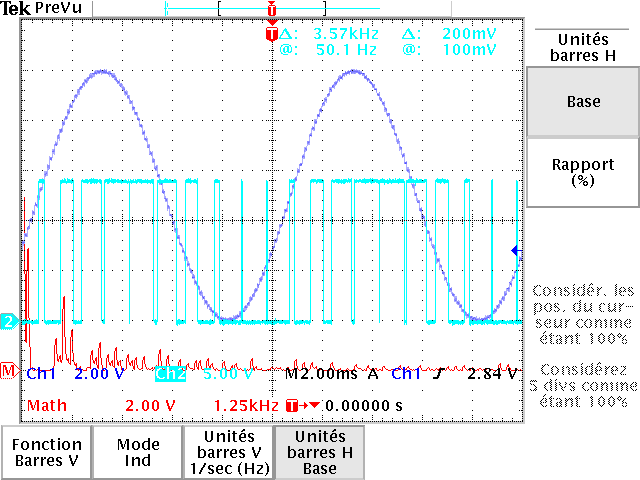 Tek PreVu
T
T
Δ: 3.57kHz Δ: 200mV
@: 50.1 Hz @: 100mV
Unités
barres H
Base
Rapport
(%)
2
Considér. les
pos. du cur-
seur comme
étant 100%
Considérez
5 divs comme
étant 100%
M
Ch1 2.00 V Ch2 5.00 V M 2.00ms A Ch1 2.84 V
Math 2.00 V 1.25kHz T 0.00000 s
Fonction
Barres V
Mode
Ind
Unités
barres V
1/sec (Hz)
Unités
barres H
Base